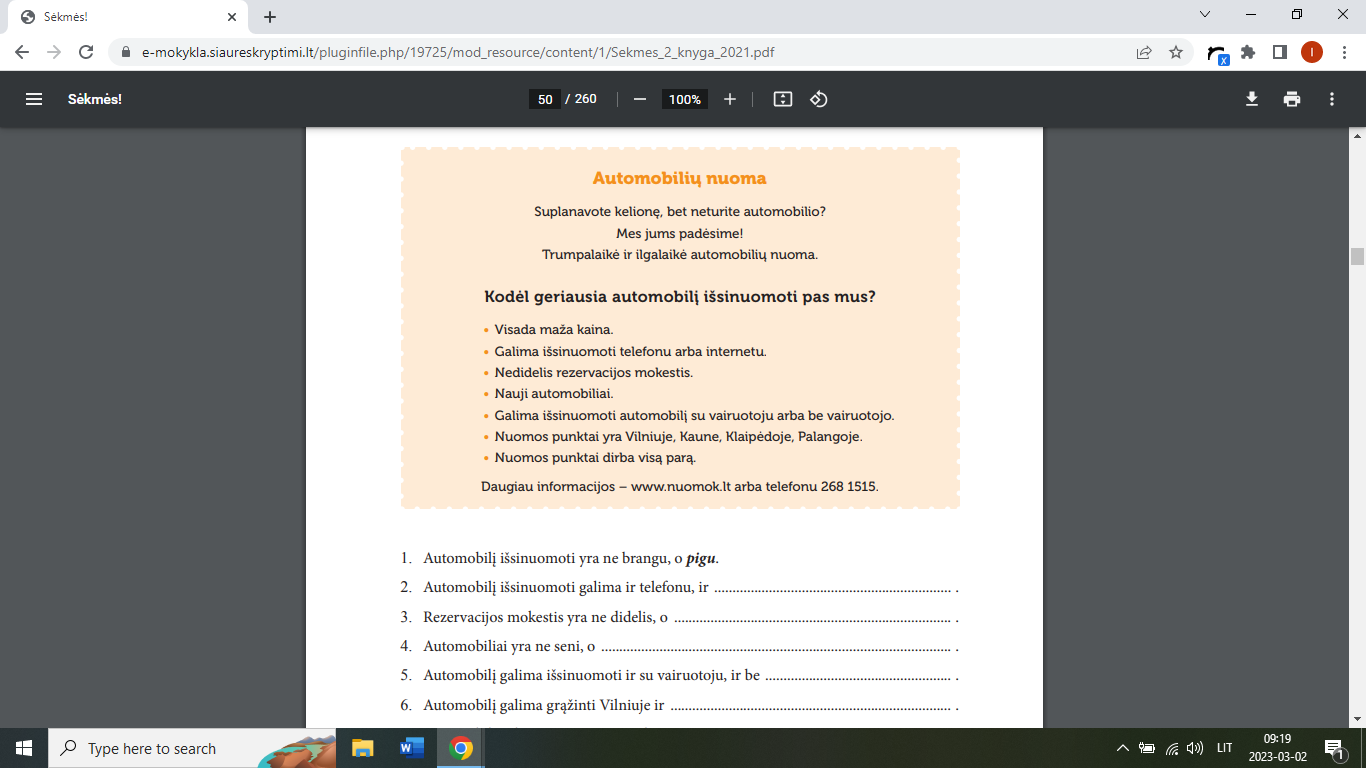 Sėkmės!
e-mokykla.siaureskryptimi.lt/pluginfile.php/19725/mod_resource/content/1/Sekmes_2_knyga_2021.pdf
X
I
Sėkmės!
50 / 260
100%
Automobilių nuoma
Suplanavote kelionę, bet neturite automobilio?
Mes jums padėsime!
Trumpalaikė ir ilgalaikė automobilių nuoma.
Kodėl geriausia automobilį išsinuomoti pas mus?
• Visada maža kaina.
• Galima išsinuomoti telefonu arba internetu.
• Nedidelis rezervacijos mokestis.
• Nauji automobiliai.
• Galima išsinuomoti automobilį su vairuotoju arba be vairuotojo.
• Nuomos punktai yra Vilniuje, Kaune, Klaipėdoje, Palangoje.
• Nuomos punktai dirba visą parą.
Daugiau informacijos – www.nuomok.lt arba telefonu 268 1515.
1. Automobilį išsinuomoti yra ne brangu, o pigu.
2. Automobilį išsinuomoti galima ir telefonu, ir ................................................................. .
3. Rezervacijos mokestis yra ne didelis, o ............................................................................ .
4. Automobiliai yra ne seni, o ................................................................................................ .
5. Automobilį galima išsinuomoti ir su vairuotoju, ir be ................................................... .
6. Automobilį galima grąžinti Vilniuje ir ............................................................................. .
Type here to search
LIT
09:19
2023-03-02
1